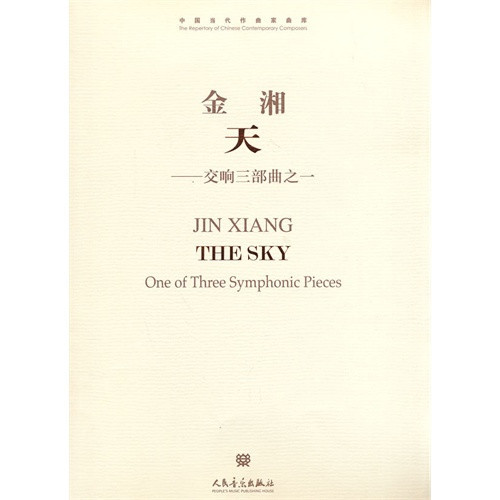 中国当代作曲家曲库
The Repertory of Chinese Contemporary Composers
金湘
天
——交响三部曲之一
JIN XIANG
THE SKY
One of Three Symphonic Pieces
人民音乐出版社
PEOPLE'S MUSIC PUBLISHING HOUSE